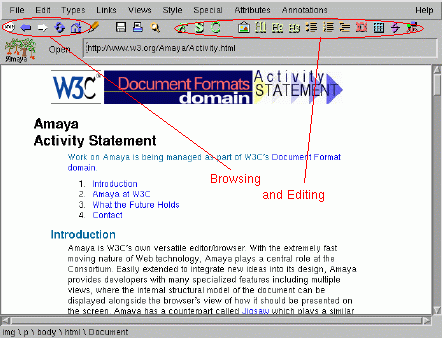 File Edit Types Links Views Style Special Attributes Annotations Help
Amaya Open http://www.w3.org/Amaya/Activity.html
W3C Document Formats domain Activity STATEMENT
Amaya
Activity Statement
Work on Amaya is being managed as part of W3C's Document Format
domain.
1. Introduction
2. Amaya at W3C
3. What the Future Holds
4. Contact
Browsing
and Editing
Introduction
Amaya is W3C's own versatile editor/browser. With the extremely fast
moving nature of Web technology, Amaya plays a central role at the
Consortium. Easily extended to integrate new ideas into its design, Amaya
provides developers with many specialized features including multiple
views, where the internal structural model of the document can be
displayed alongside the browser's view of how it should be presented on
the screen. Amaya has a counterpart called Jigsaw which plays a similar
img \ p \ body \ html \ Document